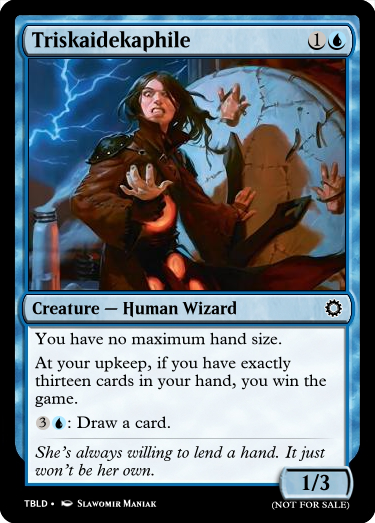 Triskaidekaphile 1
Creature — Human Wizard
You have no maximum hand size.
At your upkeep, if you have exactly
thirteen cards in your hand, you win the
game.
3 : Draw a card.
She's always willing to lend a hand. It just
won't be her own.
1/3
TBLD • Slawomir Maniak (NOT FOR SALE)